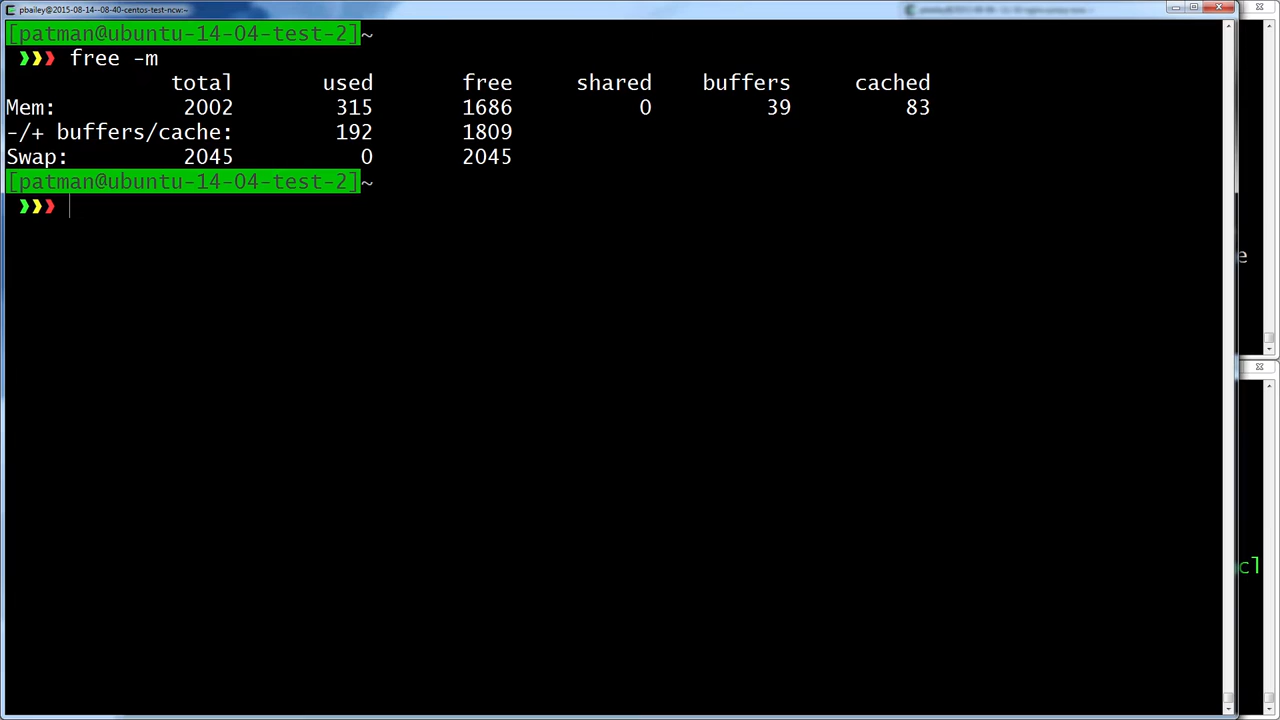 pbailey@2015-08-14--08-40-centos-test-ncw:~
[patman@ubuntu-14-04-test-2]~
❯❯❯ free -m
total used free shared buffers cached
Mem: 2002 315 1686 0 39 83
-/+ buffers/cache: 192 1809
Swap: 2045 0 2045
[patman@ubuntu-14-04-test-2]~
❯❯❯
e
cl